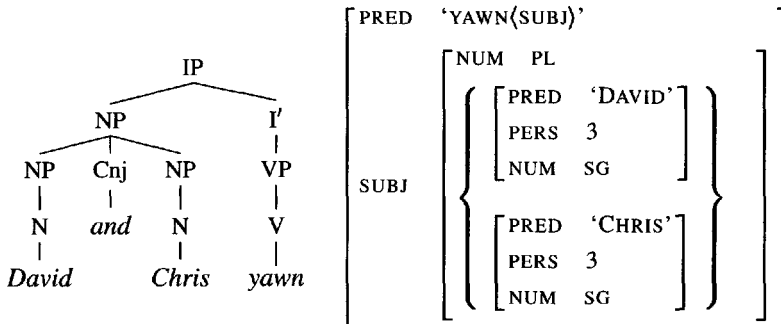 IP
NP I′
NP Cnj NP VP
N and N V
David Chris yawn
PRED ‘YAWN⟨SUBJ⟩’
SUBJ
NUM PL
PRED ‘DAVID’
PERS 3
NUM SG
PRED ‘CHRIS’
PERS 3
NUM SG